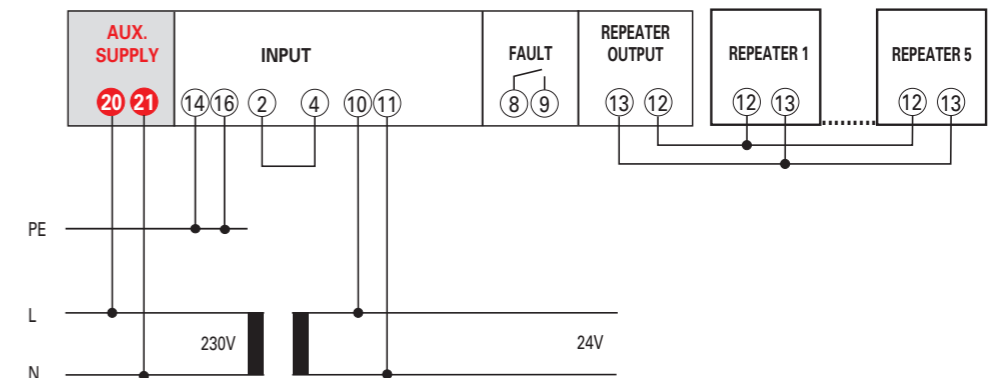 AUX.
SUPPLY
INPUT
FAULT
REPEATER
OUTPUT
REPEATER 1
REPEATER 5
20 21 14 16 2 4 10 11 8 9 13 12 12 13 12 13
PE
L
230V
24V
N